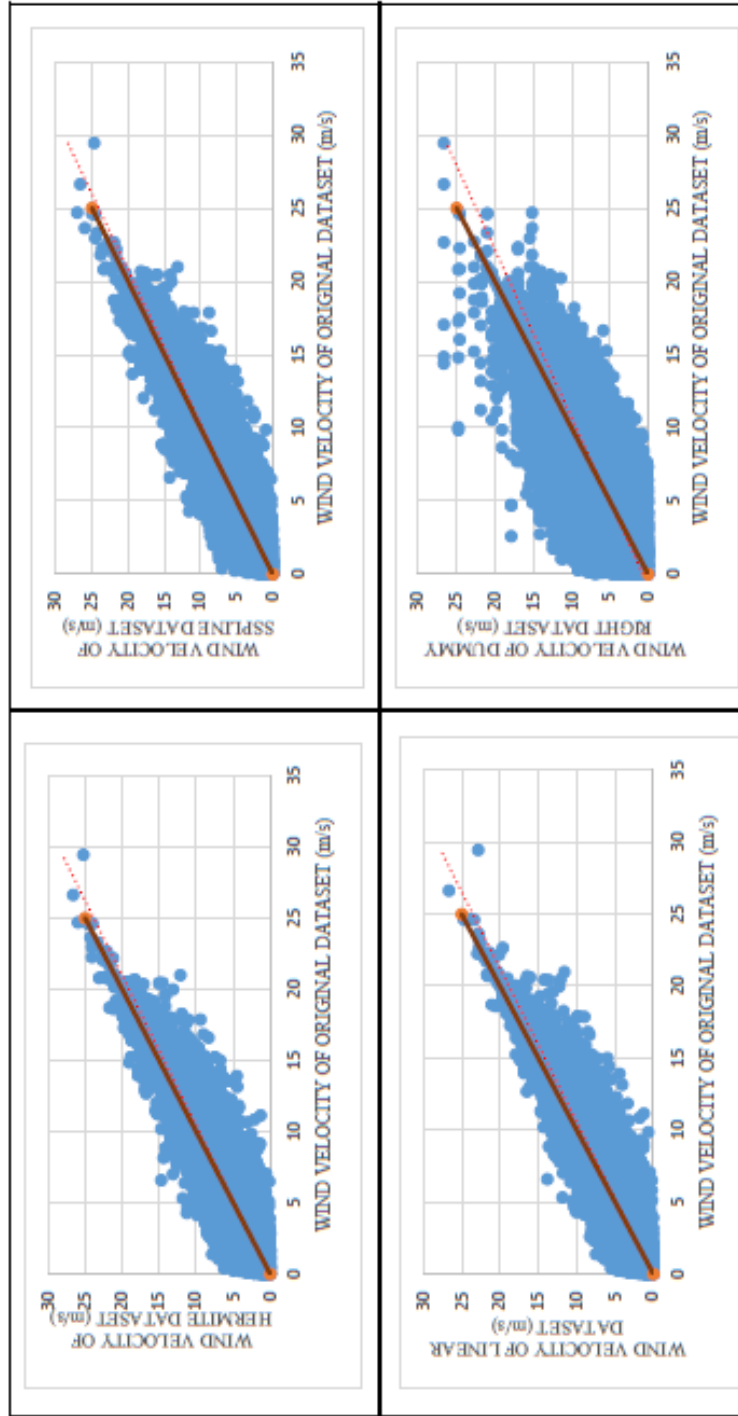 WIND VELOCITY OF
HERMITE DATASET (m/s)
30
25
20
15
10
5
0
0 5 10 15 20 25 30 35
WIND VELOCITY OF ORIGINAL DATASET (m/s)
WIND VELOCITY OF
SSPLINE DATASET (m/s)
30
25
20
15
10
5
0
0 5 10 15 20 25 30 35
WIND VELOCITY OF ORIGINAL DATASET (m/s)
WIND VELOCITY OF LINEAR
DATASET (m/s)
30
25
20
15
10
5
0
0 5 10 15 20 25 30 35
WIND VELOCITY OF ORIGINAL DATASET (m/s)
WIND VELOCITY OF DUMMY
RIGHT DATASET (m/s)
30
25
20
15
10
5
0
0 5 10 15 20 25 30 35
WIND VELOCITY OF ORIGINAL DATASET (m/s)